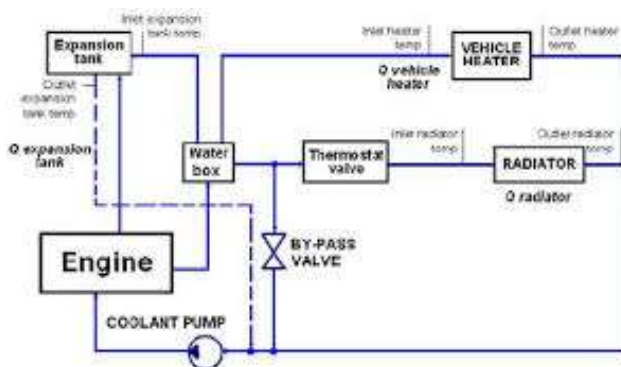 Inlet expansion
tank temp
Expansion
tank
Outlet
expansion
tank temp
Q expansion
tank
Inlet heater
temp
Q vehicle
heater
VEHICLE
HEATER
Outlet heater
temp
Water
box
Thermostat
valve
Inlet radiator
temp
RADIATOR
Q radiator
Outlet radiator
temp
BY-PASS
VALVE
Engine
COOLANT PUMP